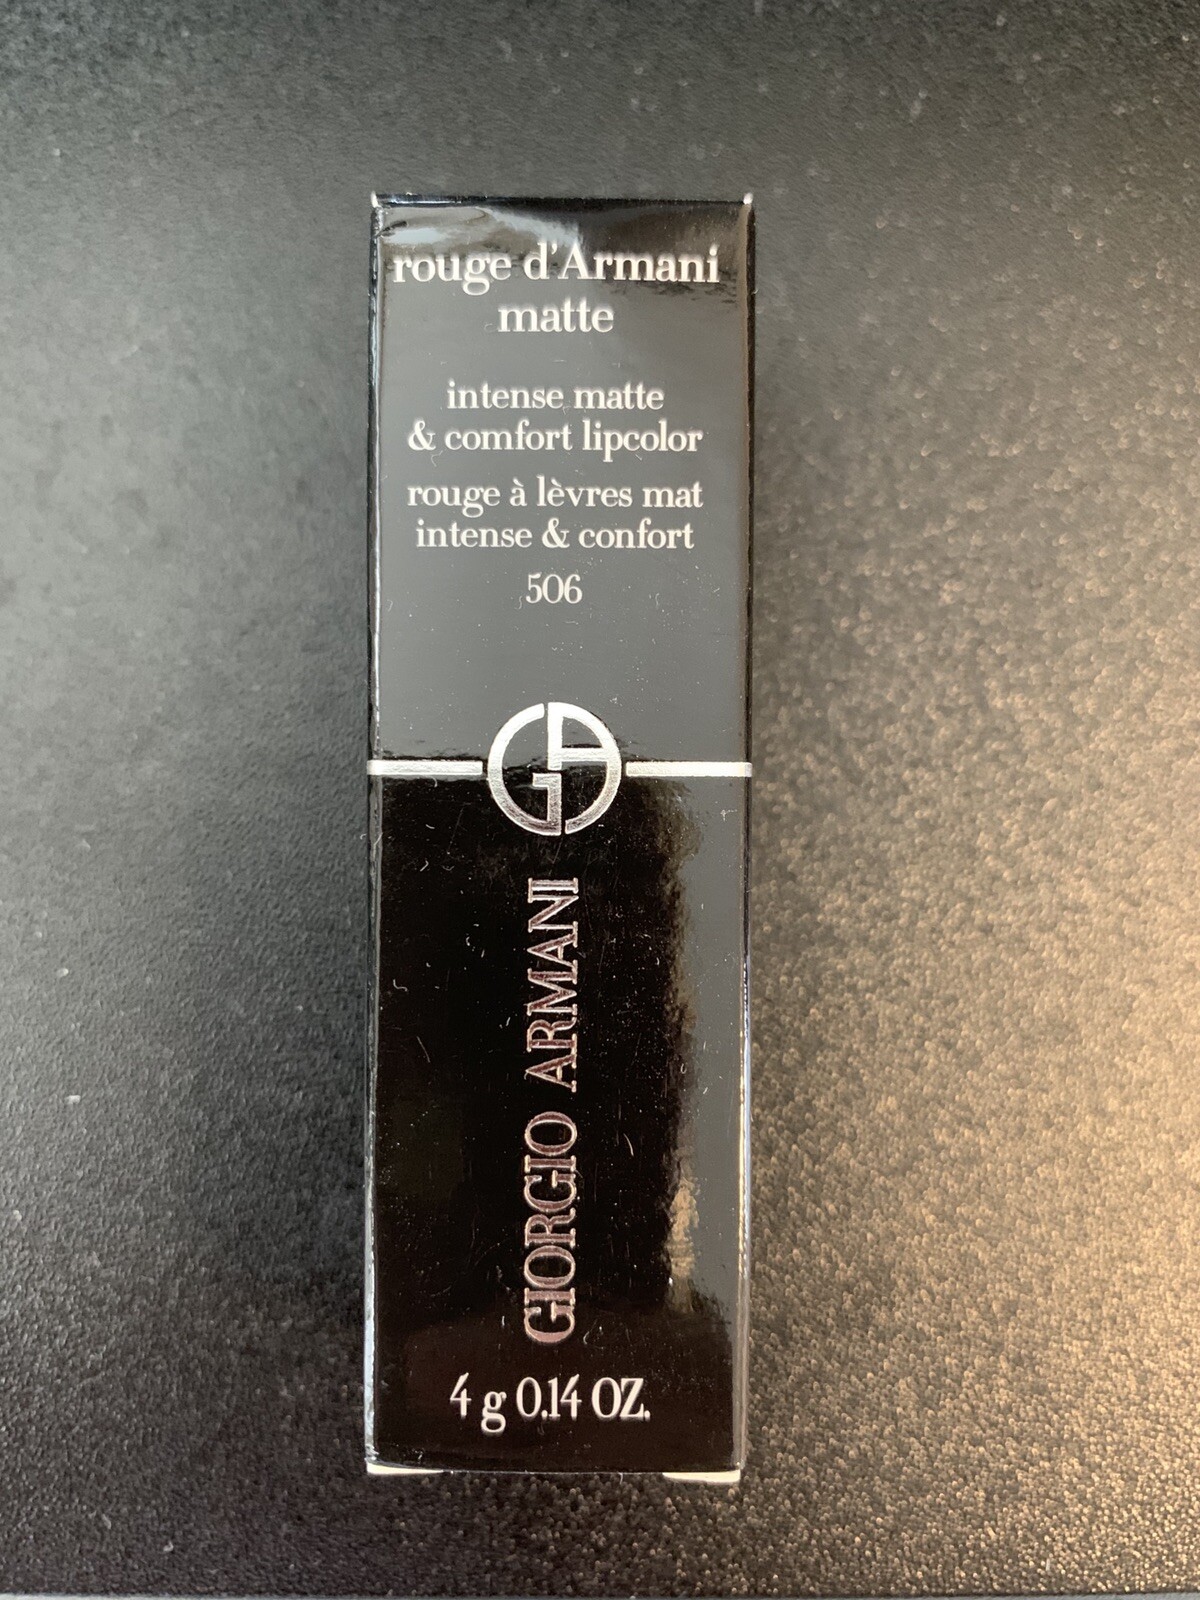 rouge d'Armani
matte
intense matte
& comfort lipcolor
rouge à lèvres mat
intense & confort
506
GA
GIORGIO ARMANI
4 g 0.14 OZ.